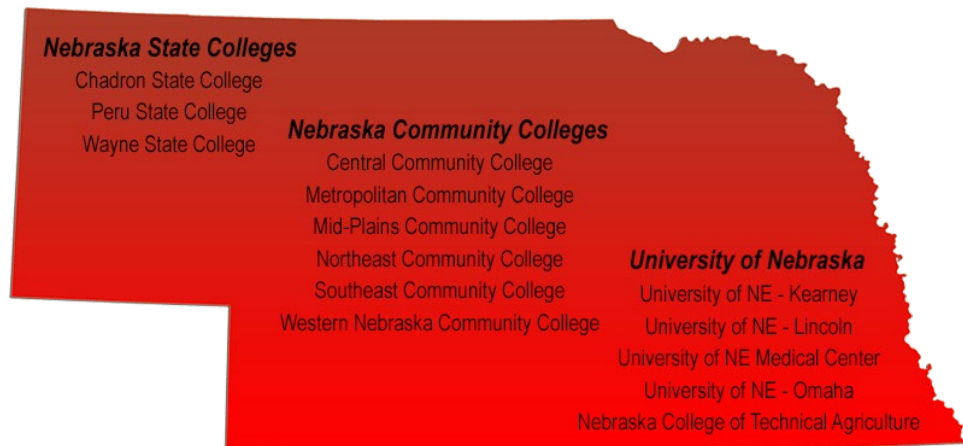 Nebraska State Colleges
Chadron State College
Peru State College
Wayne State College
Nebraska Community Colleges
Central Community College
Metropolitan Community College
Mid-Plains Community College
Northeast Community College
Southeast Community College
Western Nebraska Community College
University of Nebraska
University of NE - Kearney
University of NE - Lincoln
University of NE Medical Center
University of NE - Omaha
Nebraska College of Technical Agriculture